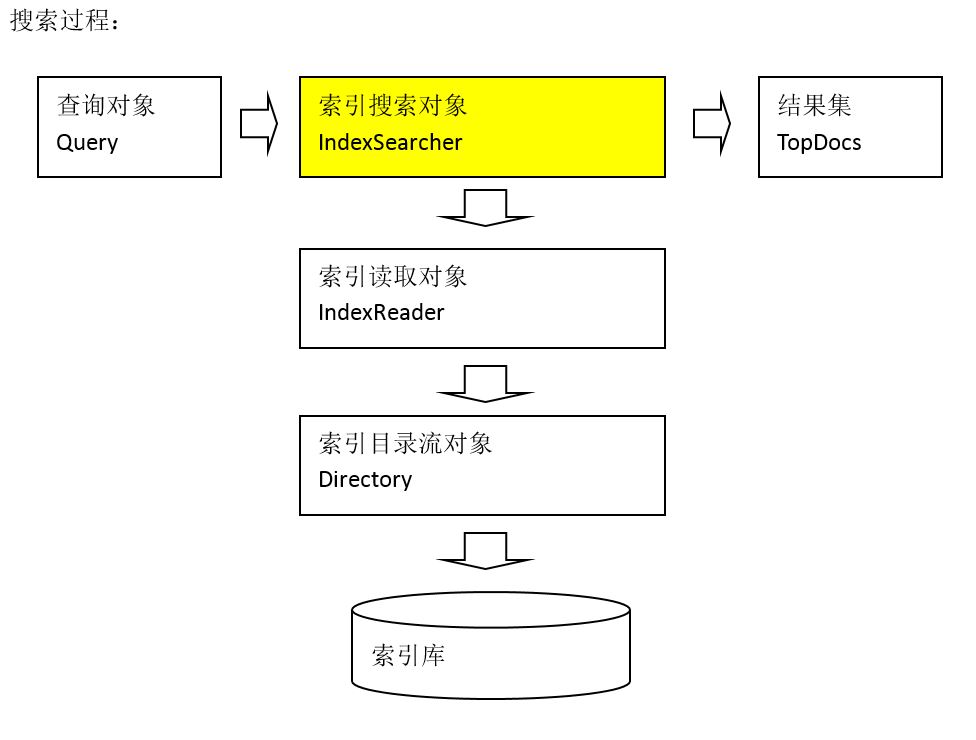 搜索过程：
查询对象
Query
索引搜索对象
IndexSearcher
结果集
TopDocs
索引读取对象
IndexReader
索引目录流对象
Directory
索引库